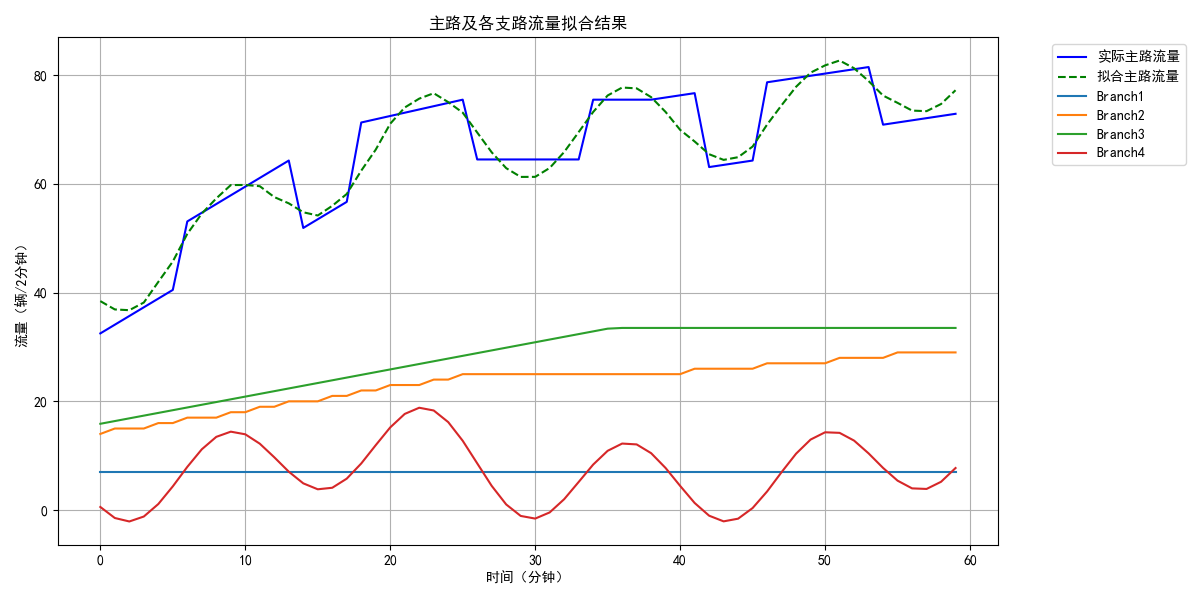 主路及各支路流量拟合结果
实际主路流量
拟合主路流量
Branch1
Branch2
Branch3
Branch4
流量（辆/2分钟）
80
60
40
20
0
0 10 20 30 40 50 60
时间（分钟）